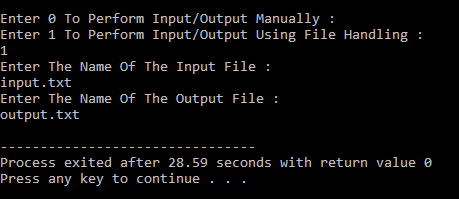 Enter 0 To Perform Input/Output Manually :
Enter 1 To Perform Input/Output Using File Handling :
1
Enter The Name Of The Input File :
input.txt
Enter The Name Of The Output File :
output.txt
--------------------------------
Process exited after 28.59 seconds with return value 0
Press any key to continue . . .